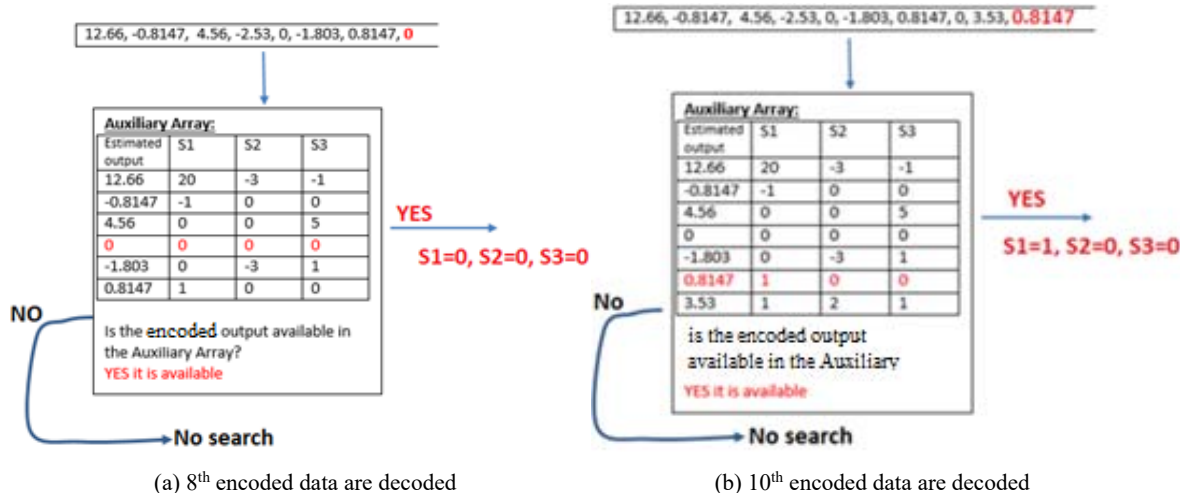 12.66, -0.8147, 4.56, -2.53, 0, -1.803, 0.8147, 0
Auxiliary Array:
Estimated output S1 S2 S3
12.66 20 -3 -1
-0.8147 -1 0 0
4.56 0 0 5
0 0 0 0
-1.803 0 -3 1
0.8147 1 0 0
Is the encoded output available in
the Auxiliary Array?
YES it is available
YES
S1=0, S2=0, S3=0
NO
No search
(a) 8th encoded data are decoded
12.66, -0.8147, 4.56, -2.53, 0, -1.803, 0.8147, 0, 3.53, 0.8147
Auxiliary Array:
Estimated output S1 S2 S3
12.66 20 -3 -1
-0.8147 -1 0 0
4.56 0 0 5
0 0 0 0
-1.803 0 -3 1
0.8147 1 0 0
3.53 1 2 1
is the encoded output
available in the Auxiliary
YES it is available
YES
S1=1, S2=0, S3=0
No
No search
(b) 10th encoded data are decoded